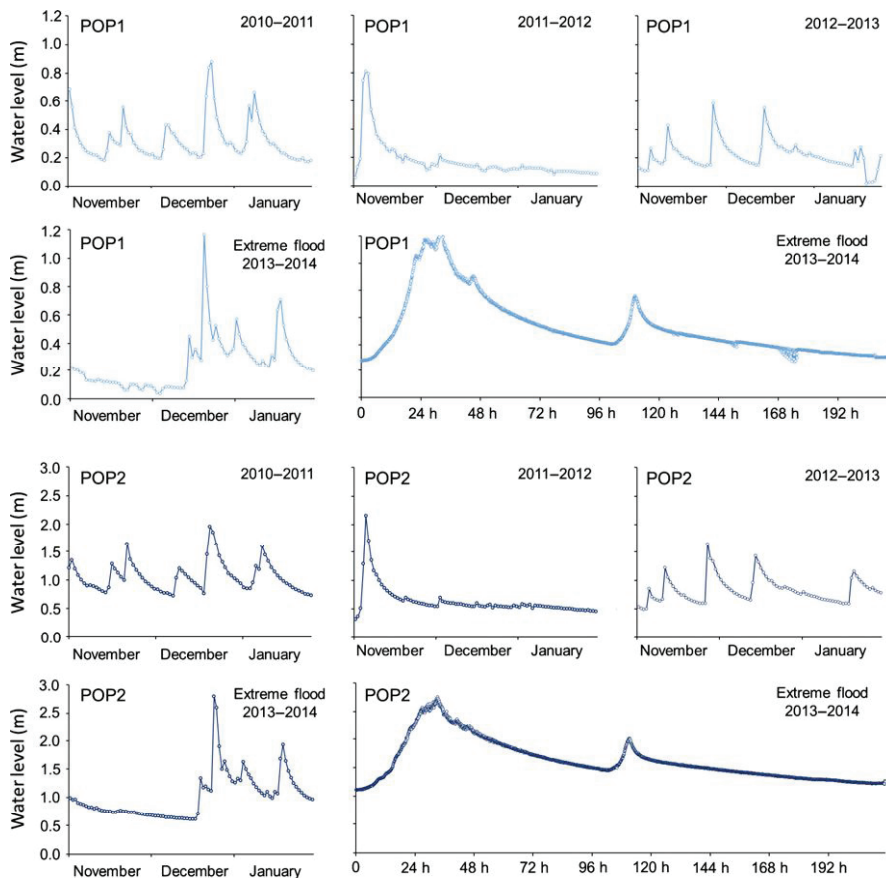 POP1 2010–2011
POP1 2011–2012
POP1 2012–2013
Water level (m)
1.2
1.0
0.8
0.6
0.4
0.2
0.0
November December January
November December January
November December January
POP1 Extreme flood
2013–2014
POP1 Extreme flood
2013–2014
Water level (m)
1.2
1.0
0.8
0.6
0.4
0.2
0.0
November December January
0 24 h 48 h 72 h 96 h 120 h 144 h 168 h 192 h
POP2 2010–2011
POP2 2011–2012
POP2 2012–2013
Water level (m)
3.0
2.5
2.0
1.5
1.0
0.5
0.0
November December January
November December January
November December January
POP2 Extreme flood
2013–2014
POP2 Extreme flood
2013–2014
Water level (m)
3.0
2.5
2.0
1.5
1.0
0.5
0.0
November December January
0 24 h 48 h 72 h 96 h 120 h 144 h 168 h 192 h